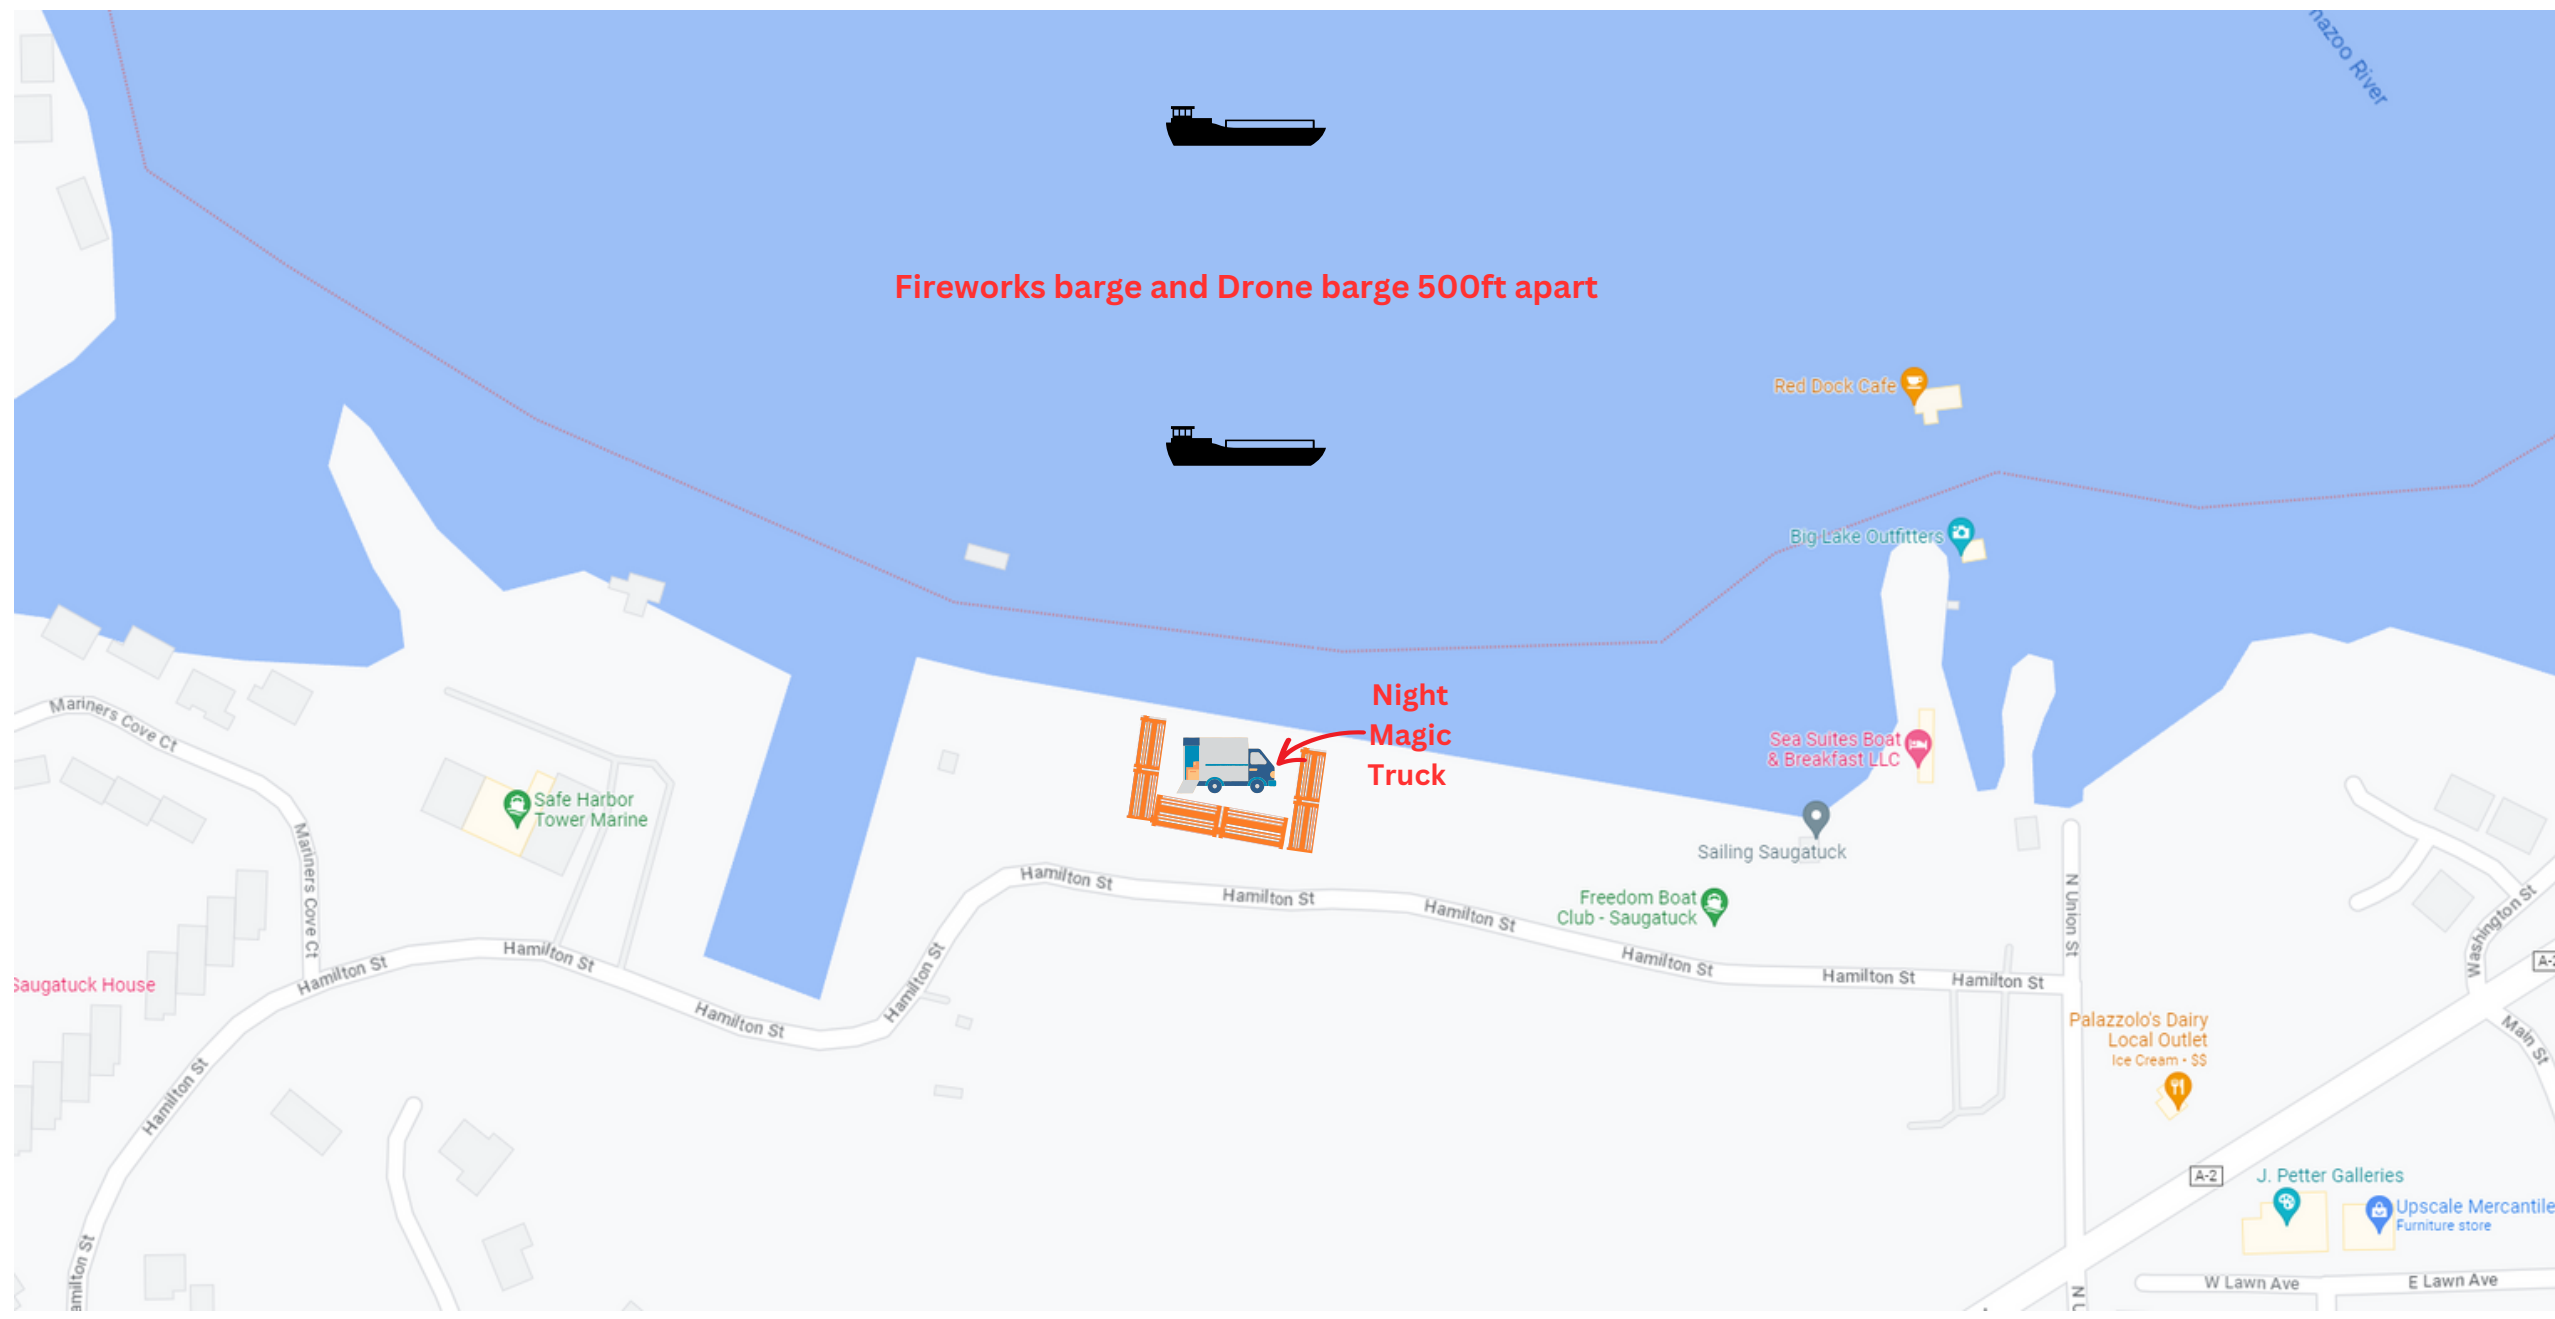 nazoo River
Fireworks barge and Drone barge 500ft apart
Red Dock Cafe
Big Lake Outfitters
Night
Magic
Truck
Mariners Cove Ct
Sea Suites Boat
& Breakfast LLC
Safe Harbor
Tower Marine
Mariners Cove Ct
Sailing Saugatuck
Hamilton St
Hamilton St
Hamilton St
Freedom Boat
Club - Saugatuck
N Union St
Washington St
Hamilton St
Hamilton St
Hamilton St
Hamilton St
Hamilton St
Hamilton St
Hamilton St
A-2
Saugatuck House
Hamilton St
Palazzolo's Dairy
Local Outlet
Ice Cream • $$
Main St
Hamilton St
A-2
J. Petter Galleries
Upscale Mercantile
Furniture store
amilton St
W Lawn Ave
E Lawn Ave
N U